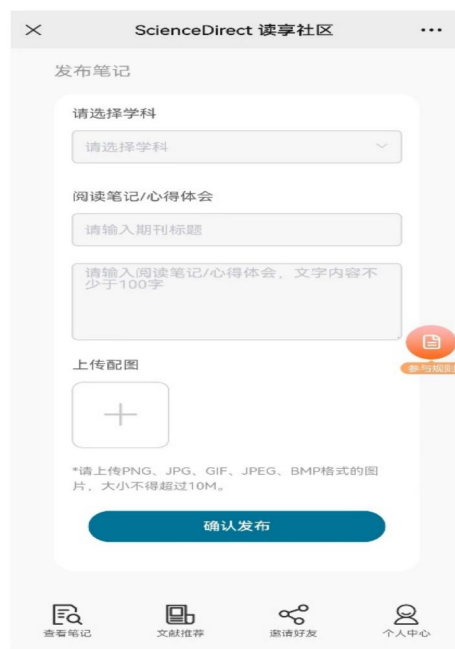 ScienceDirect 读享社区
发布笔记
请选择学科
请选择学科
阅读笔记/心得体会
请输入期刊标题
请输入阅读笔记/心得体会，文字内容不
少于100字
参与规则
上传配图
*请上传PNG、JPG、GIF、JPEG、BMP格式的图
片，大小不得超过10M。
确认发布
查看笔记
文献推荐
邀请好友
个人中心